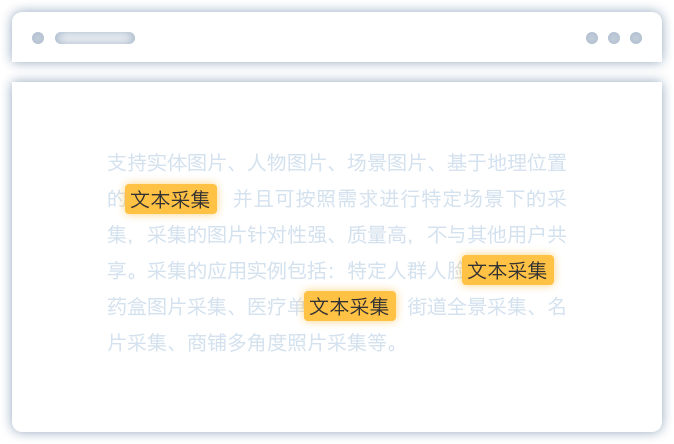 支持实体图片、人物图片、场景图片、基于地理位置
的文本采集 并且可按照需求进行特定场景下的采
集，采集的图片针对性强、质量高，不与其他用户共
享。采集的应用实例包括：特定人群人脸文本采集
药盒图片采集、医疗单文本采集 街道全景采集、名
片采集、商铺多角度照片采集等。